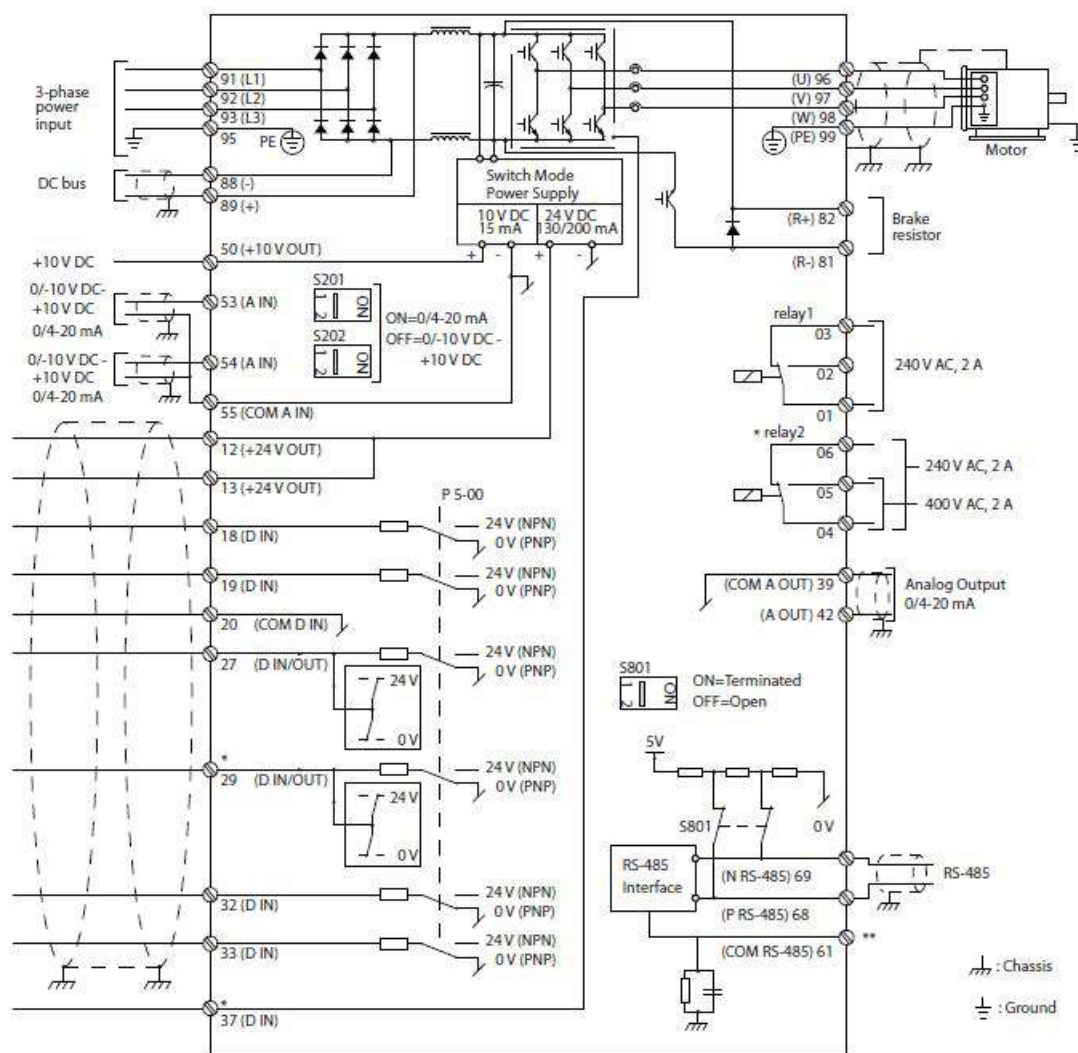 3-phase
power
input
91 (L1)
92 (L2)
93 (L3)
95
PE
DC bus
88 (-)
89 (+)
+10 V DC
50 (+10 V OUT)
0/-10 V DC-
+10 V DC
0/4-20 mA
53 (A IN)
0/-10 V DC -
+10 V DC
0/4-20 mA
54 (A IN)
55 (COM A IN)
12 (+24 V OUT)
13 (+24 V OUT)
18 (D IN)
19 (D IN)
20 (COM D IN)
27 (D IN/OUT)
*
29 (D IN/OUT)
32 (D IN)
33 (D IN)
*
37 (D IN)
Switch Mode
Power Supply
10 V DC
15 mA
24 V DC
130/200 mA
+ - + -
S201
1 2 ON
S202
1 2 ON
ON=0/4-20 mA
OFF=0/-10 V DC -
+10 V DC
P 5-00
24 V (NPN)
0 V (PNP)
24 V (NPN)
0 V (PNP)
24 V (NPN)
0 V (PNP)
24 V
0 V
24 V (NPN)
0 V (PNP)
24 V
0 V
24 V (NPN)
0 V (PNP)
24 V (NPN)
0 V (PNP)
(U) 96
(V) 97
(W) 98
(PE) 99
Motor
(R+) 82
(R-) 81
Brake
resistor
relay1
03
02
01
240 V AC, 2 A
* relay2
06
05
04
240 V AC, 2 A
400 V AC, 2 A
(COM A OUT) 39
(A OUT) 42
Analog Output
0/4-20 mA
S801
1 2 ON
ON=Terminated
OFF=Open
5V
S801
0 V
RS-485
Interface
(N RS-485) 69
(P RS-485) 68
(COM RS-485) 61
RS-485
**
: Chassis
: Ground